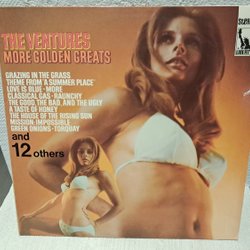 THE VENTURES
MORE GOLDEN GREATS
GRAZING IN THE GRASS
THEME FROM A SUMMER PLACE
LOVE IS BLUE • MORE
CLASSICAL GAS • RAUNCHY
THE GOOD, THE BAD, AND THE UGLY
A TASTE OF HONEY
THE HOUSE OF THE RISING SUN
MISSION: IMPOSSIBLE
GREEN ONIONS • TORQUAY
and
12 others